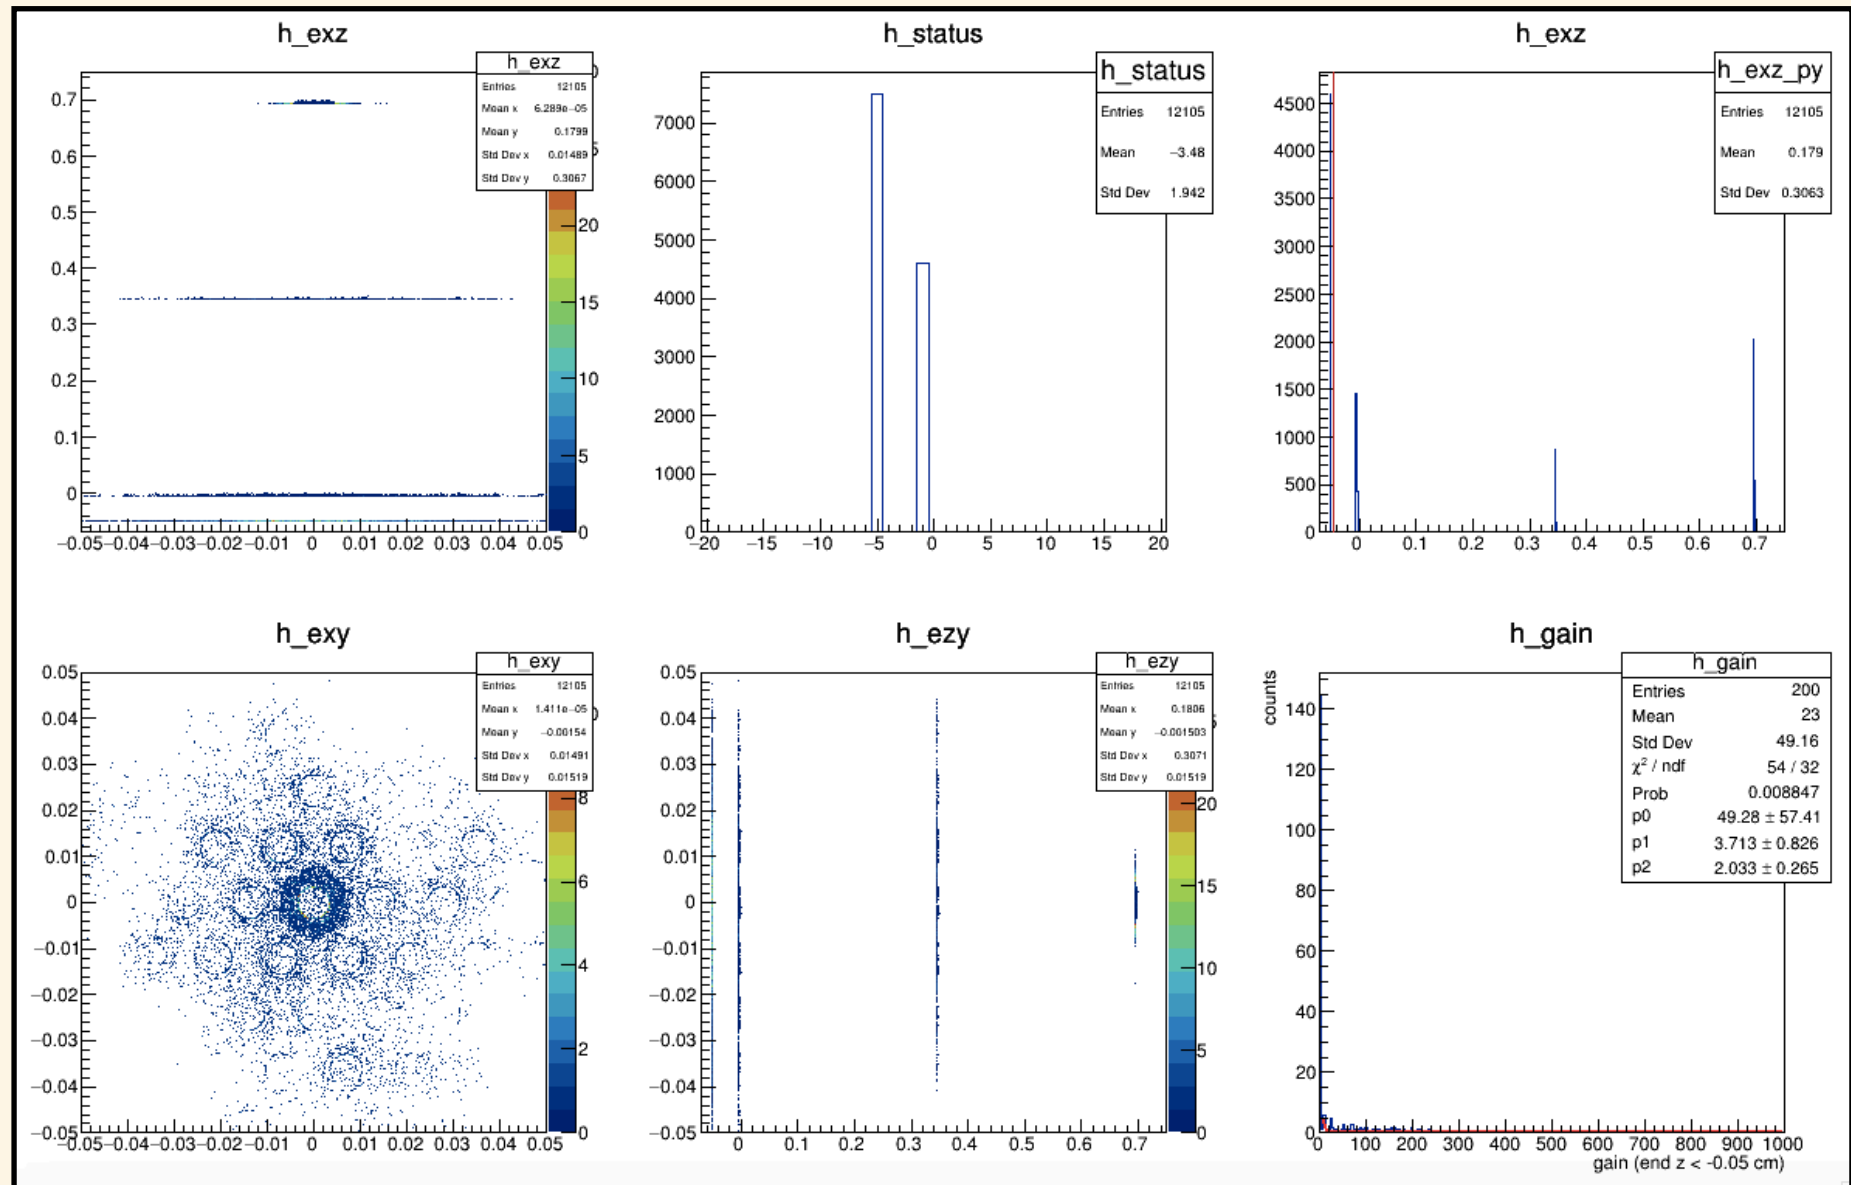 h_exz
h_exz
Entries 12105
Mean x 6.289e−05
Mean y 0.1799
Std Dev x 0.01489
Std Dev y 0.3067
0.7
0.6
0.5
0.4
0.3
0.2
0.1
0
−0.05 −0.04 −0.03 −0.02 −0.01 0 0.01 0.02 0.03 0.04 0.05
20
15
10
5
0
h_status
h_status
Entries 12105
Mean −3.48
Std Dev 1.942
7000
6000
5000
4000
3000
2000
1000
0
−20 −15 −10 −5 0 5 10 15 20
h_exz
h_exz_py
Entries 12105
Mean 0.179
Std Dev 0.3063
4500
4000
3500
3000
2500
2000
1500
1000
500
0
0 0.1 0.2 0.3 0.4 0.5 0.6 0.7
h_exy
h_exy
Entries 12105
Mean x 1.411e−05
Mean y −0.00154
Std Dev x 0.01491
Std Dev y 0.01519
0.05
0.04
0.03
0.02
0.01
0
−0.01
−0.02
−0.03
−0.04
−0.05
−0.05 −0.04 −0.03 −0.02 −0.01 0 0.01 0.02 0.03 0.04 0.05
8
6
4
2
0
h_ezy
h_ezy
Entries 12105
Mean x 0.1806
Mean y −0.001503
Std Dev x 0.3071
Std Dev y 0.01519
0.05
0.04
0.03
0.02
0.01
0
−0.01
−0.02
−0.03
−0.04
−0.05
0 0.1 0.2 0.3 0.4 0.5 0.6 0.7
20
15
10
5
0
h_gain
h_gain
Entries 200
Mean 23
Std Dev 49.16
χ² / ndf 54 / 32
Prob 0.008847
p0 49.28 ± 57.41
p1 3.713 ± 0.826
p2 2.033 ± 0.265
counts
140
120
100
80
60
40
20
0
0 100 200 300 400 500 600 700 800 900 1000
gain (end z < -0.05 cm)